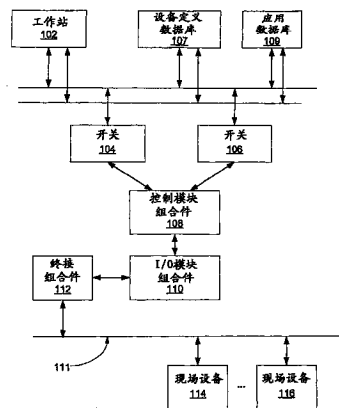 工作站
102
设备定义
数据库
107
应用
数据库
109
开关
104
开关
106
控制模块
组合件
108
终接
组合件
112
I/O模块
组合件
110
111
现场设备
114
...
现场设备
116